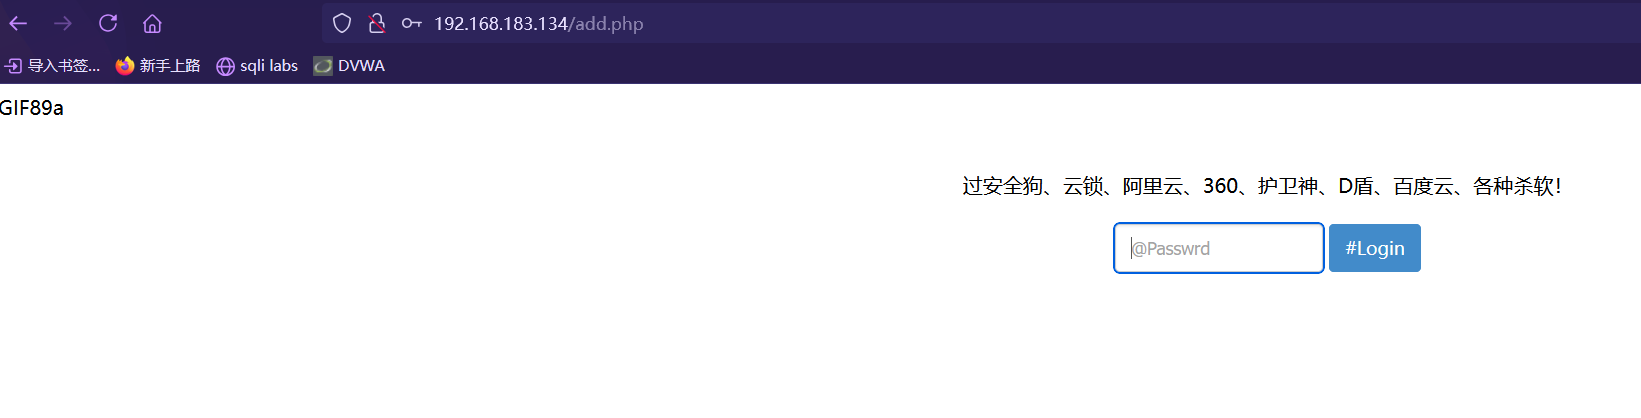 192.168.183.134/add.php
导入书签... 新手上路 sqli labs DVWA
GIF89a
过安全狗、云锁、阿里云、360、护卫神、D盾、百度云、各种杀软！
@Passwrd #Login